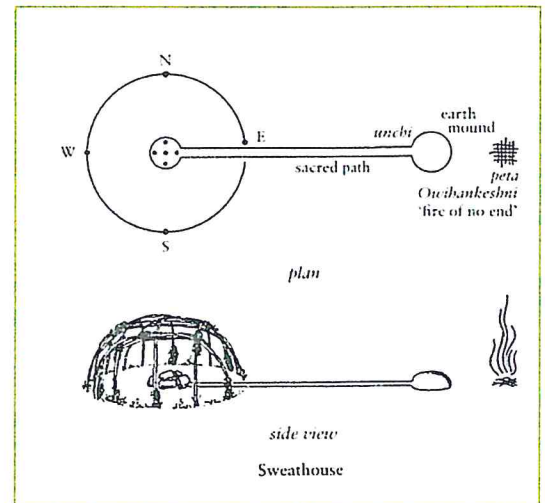 N
W
E
S
unchi
earth
mound
sacred path
peta
Owihankeshni
'fire of no end'
plan
side view
Sweathouse